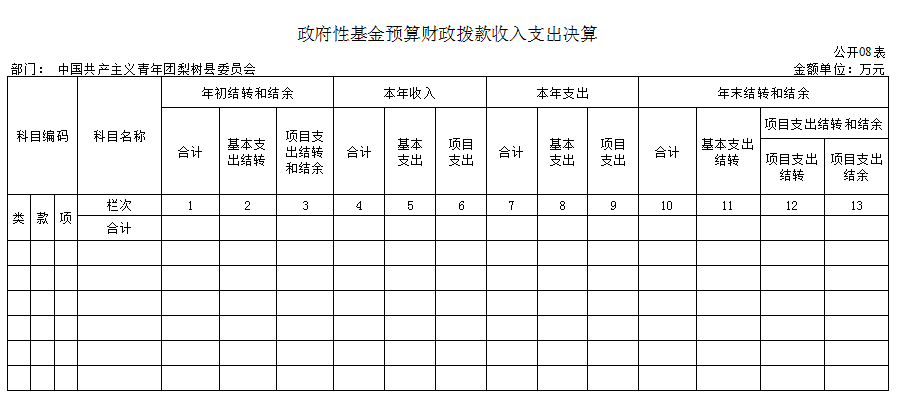 政府性基金预算财政拨款收入支出决算
公开08表
部门： 中国共产主义青年团梨树县委员会
金额单位：万元
科目编码
科目名称
年初结转和结余
本年收入
本年支出
年末结转和结余
合计
基本支
出结转
项目支
出结转
和结余
合计
基本
支出
项目
支出
合计
基本
支出
项目
支出
合计
基本支出
结转
项目支出结转和结余
项目支出
结转
项目支出
结余
类 款 项
栏次 1 2 3 4 5 6 7 8 9 10 11 12 13
合计